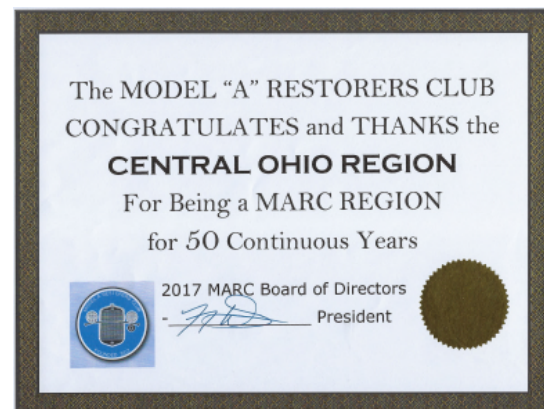 The MODEL “A” RESTORERS CLUB
CONGRATULATES and THANKS the
CENTRAL OHIO REGION
For Being a MARC REGION
for 50 Continuous Years
2017 MARC Board of Directors
- President